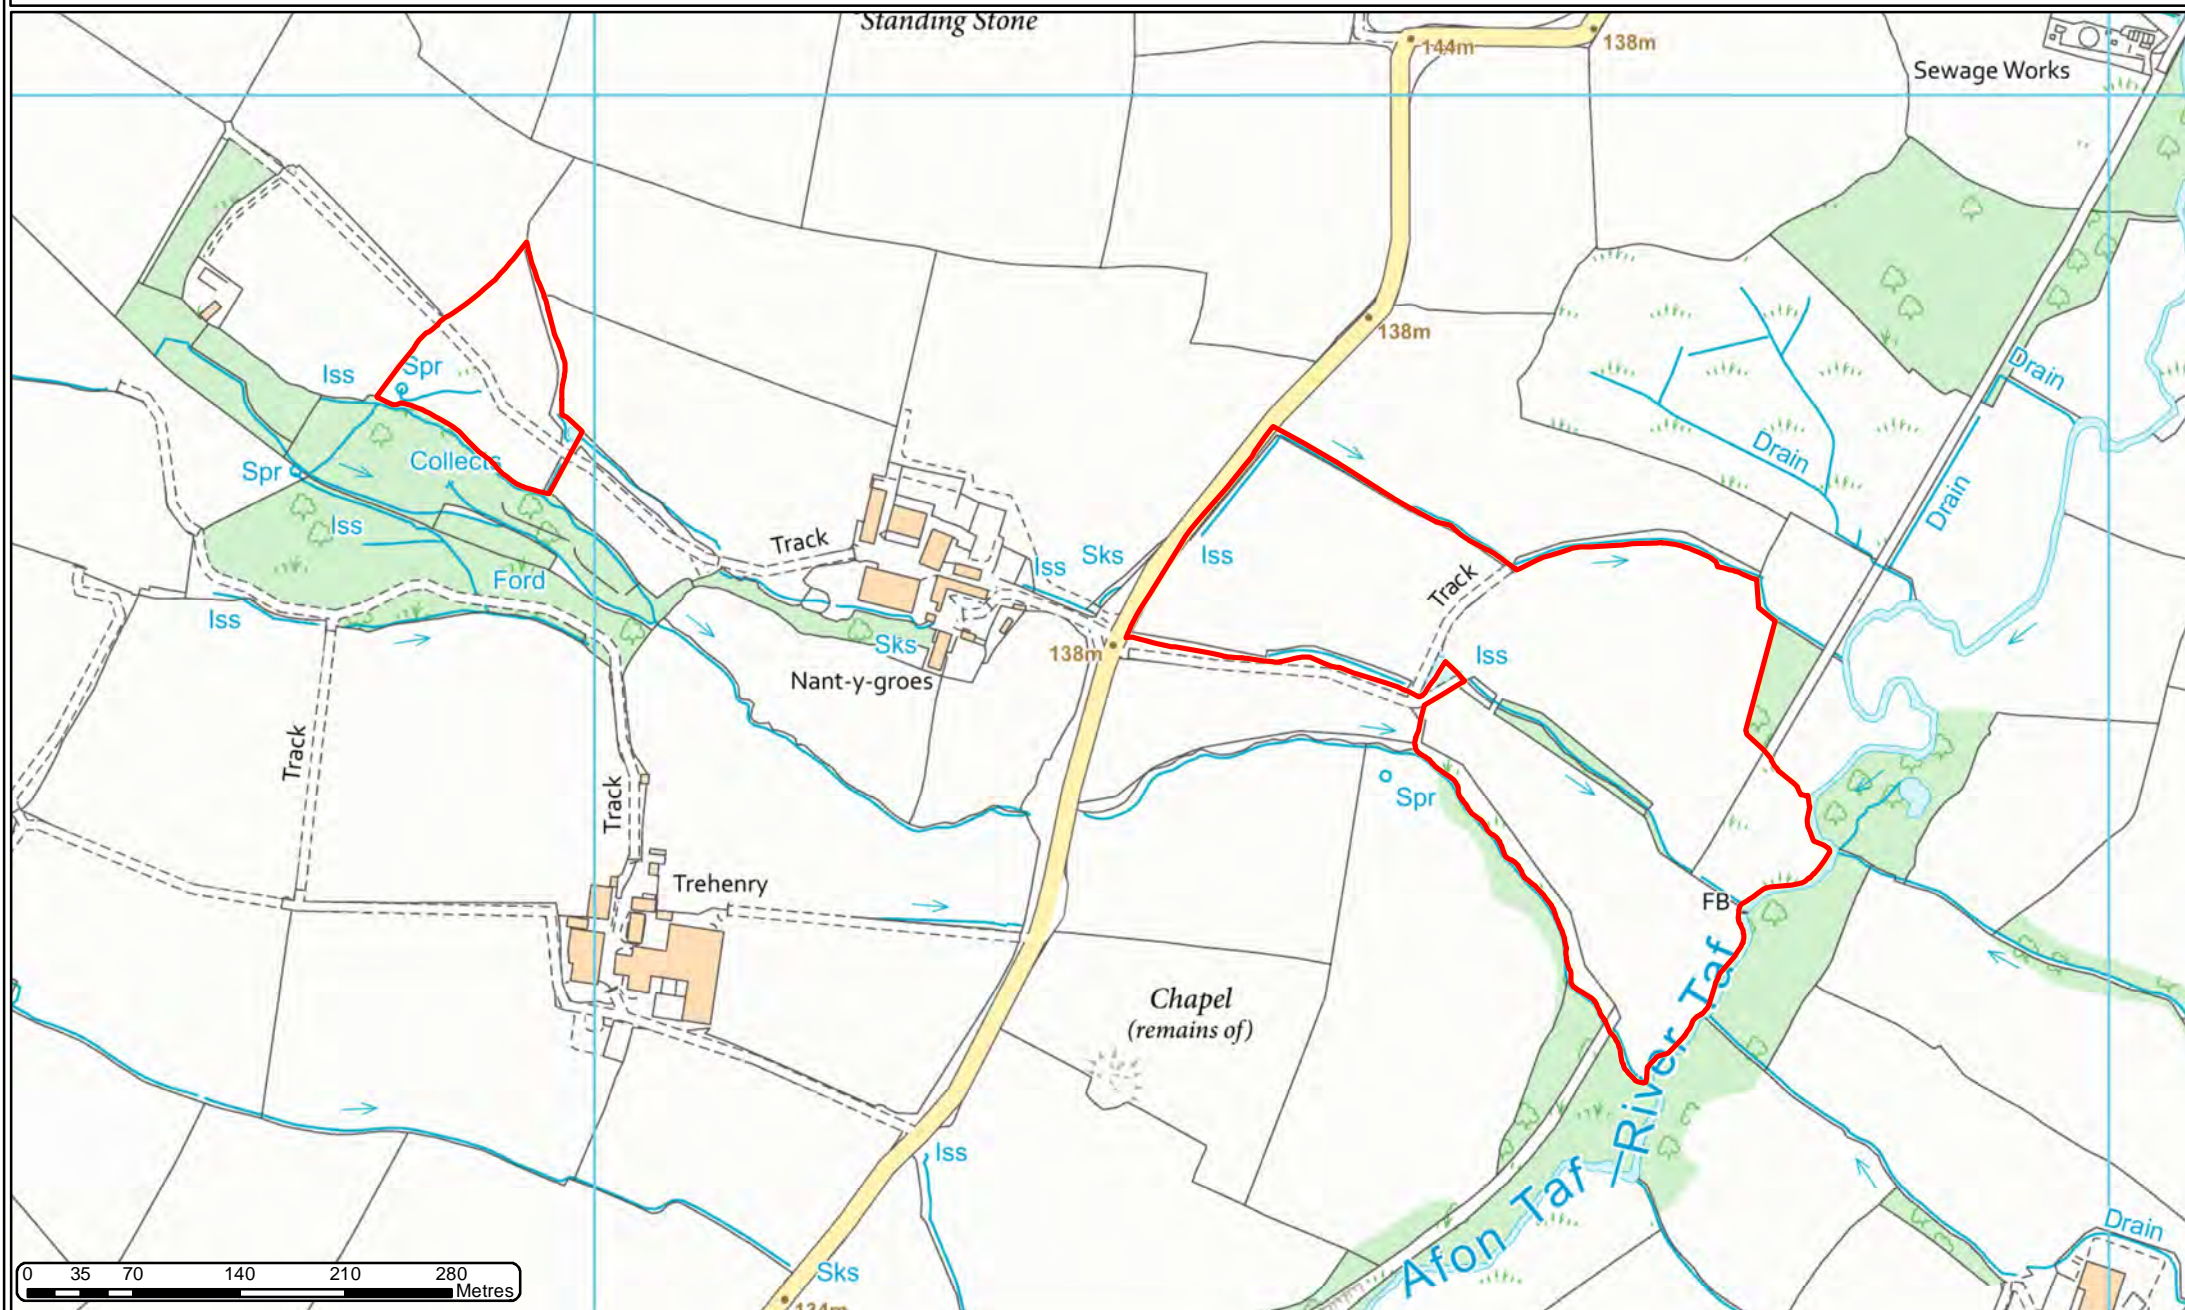 Standing Stone
144m
138m
Sewage Works
138m
Iss
Spr
Drain
Spr
Collects
Drain
Drain
Iss
Track
Iss
Sks
Iss
Ford
Track
Iss
Sks
138m
Iss
Nant-y-groes
Track
Track
Spr
Trehenry
FB
Chapel
(remains of)
Afon Taf
River Taf
Iss
Sks
Drain
134m
0 35 70 140 210 280
Metres